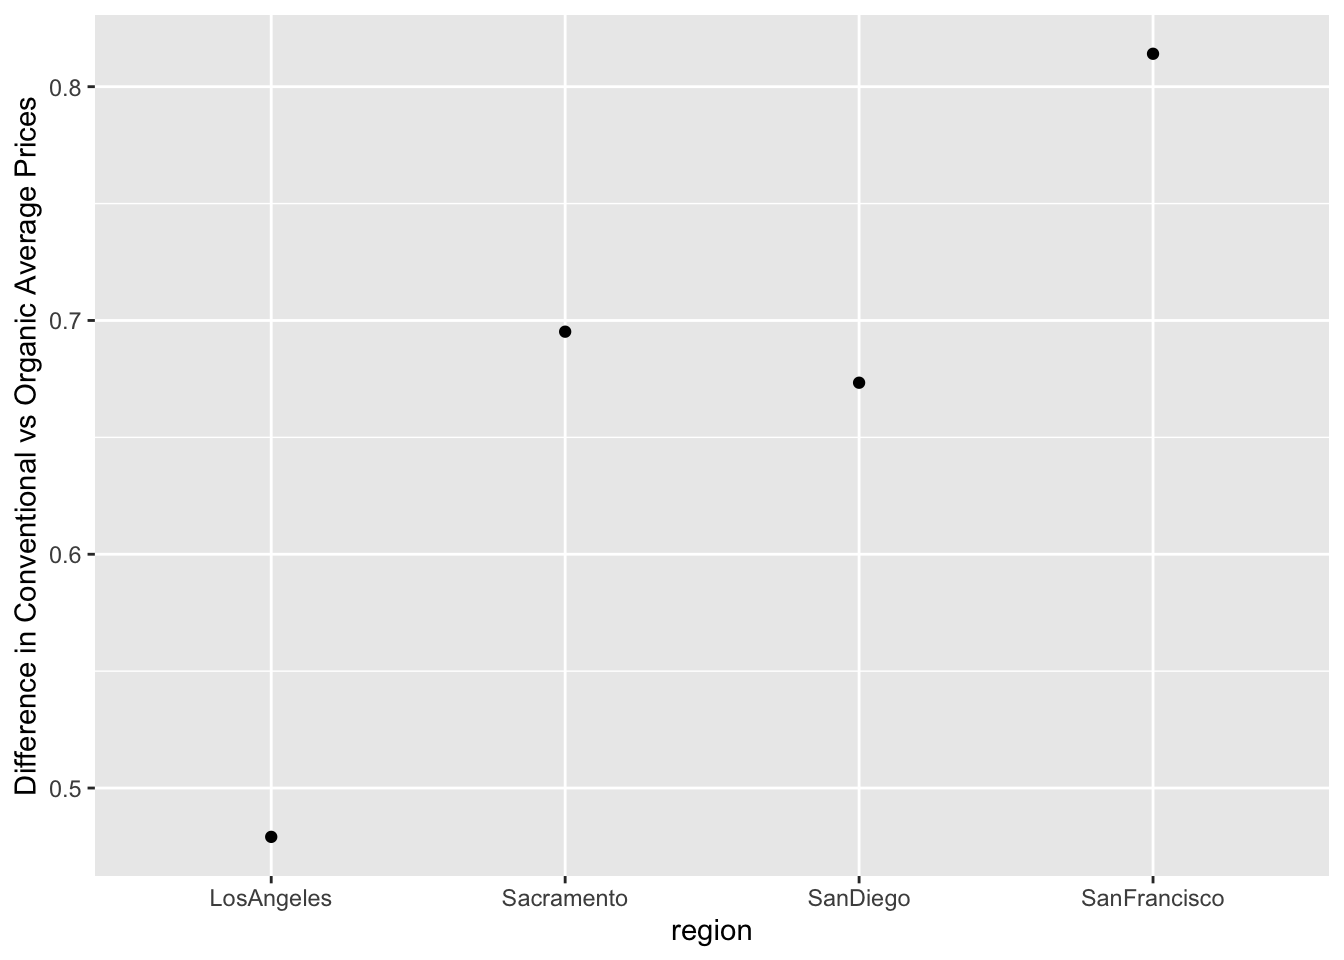 Difference in Conventional vs Organic Average Prices
0.8
0.7
0.6
0.5
LosAngeles
Sacramento
SanDiego
SanFrancisco
region